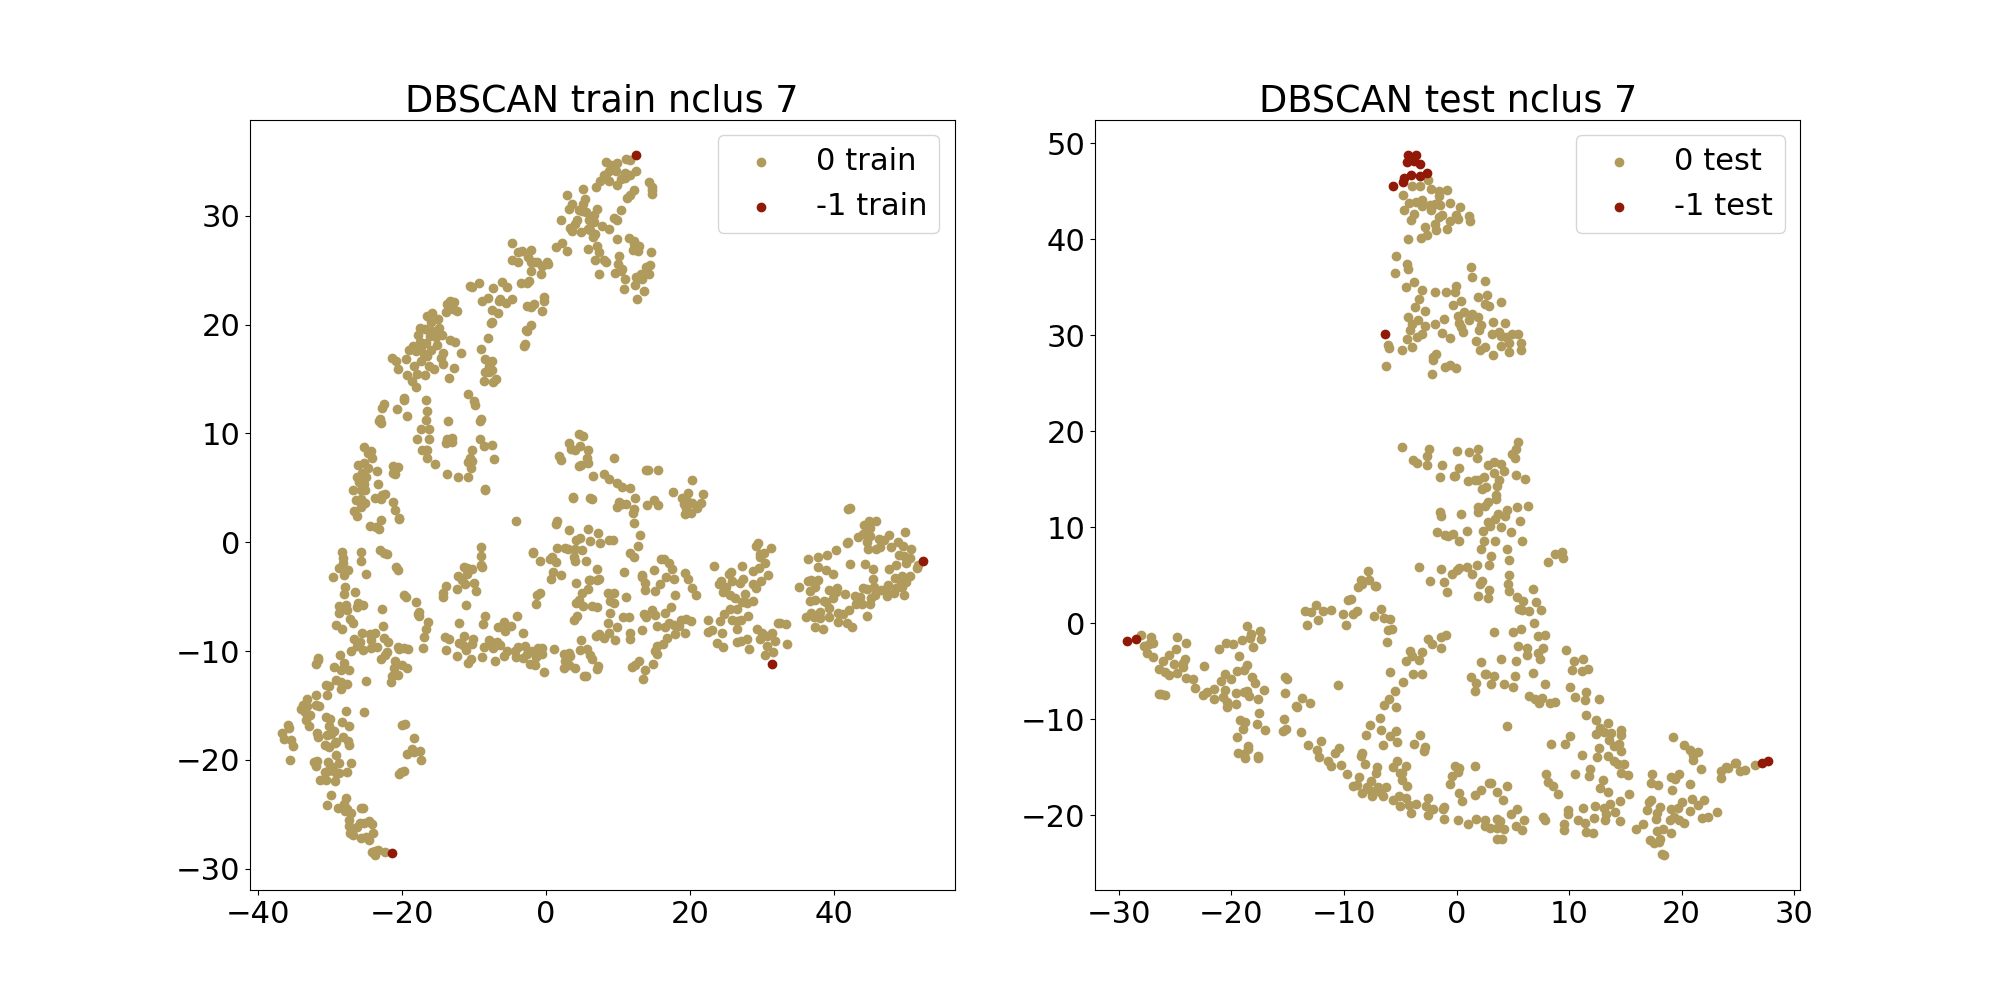 DBSCAN train nclus 7
0 train
-1 train
30
20
10
0
−10
−20
−30
−40 −20 0 20 40
DBSCAN test nclus 7
0 test
-1 test
50
40
30
20
10
0
−10
−20
−30 −20 −10 0 10 20 30